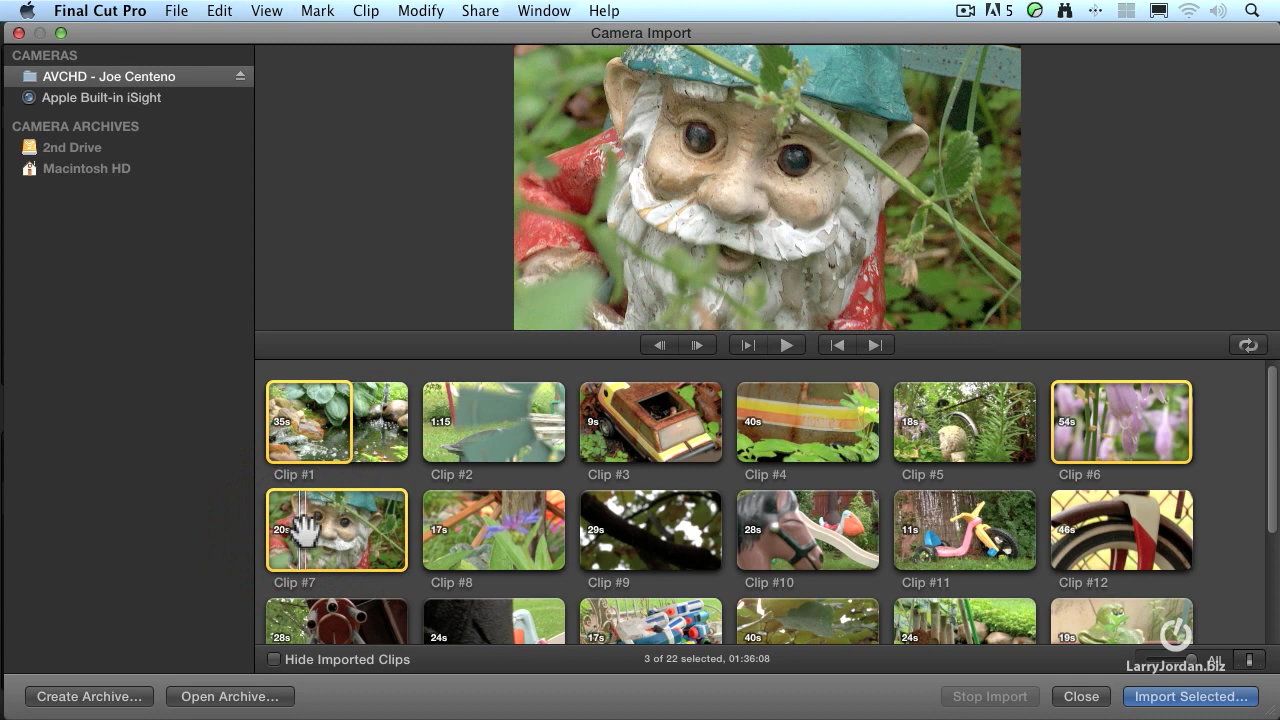 Final Cut Pro File Edit View Mark Clip Modify Share Window Help 5
Camera Import
CAMERAS
AVCHD - Joe Centeno
Apple Built-in iSight
CAMERA ARCHIVES
2nd Drive
Macintosh HD
35s 1:15 9s 40s 18s 54s
Clip #1 Clip #2 Clip #3 Clip #4 Clip #5 Clip #6
20s 17s 29s 28s 11s 46s
Clip #7 Clip #8 Clip #9 Clip #10 Clip #11 Clip #12
28s 24s 17s 40s 24s 19s
Hide Imported Clips 3 of 22 selected, 01:36:08 All
LarryJordan.biz
Create Archive... Open Archive... Stop Import Close Import Selected...